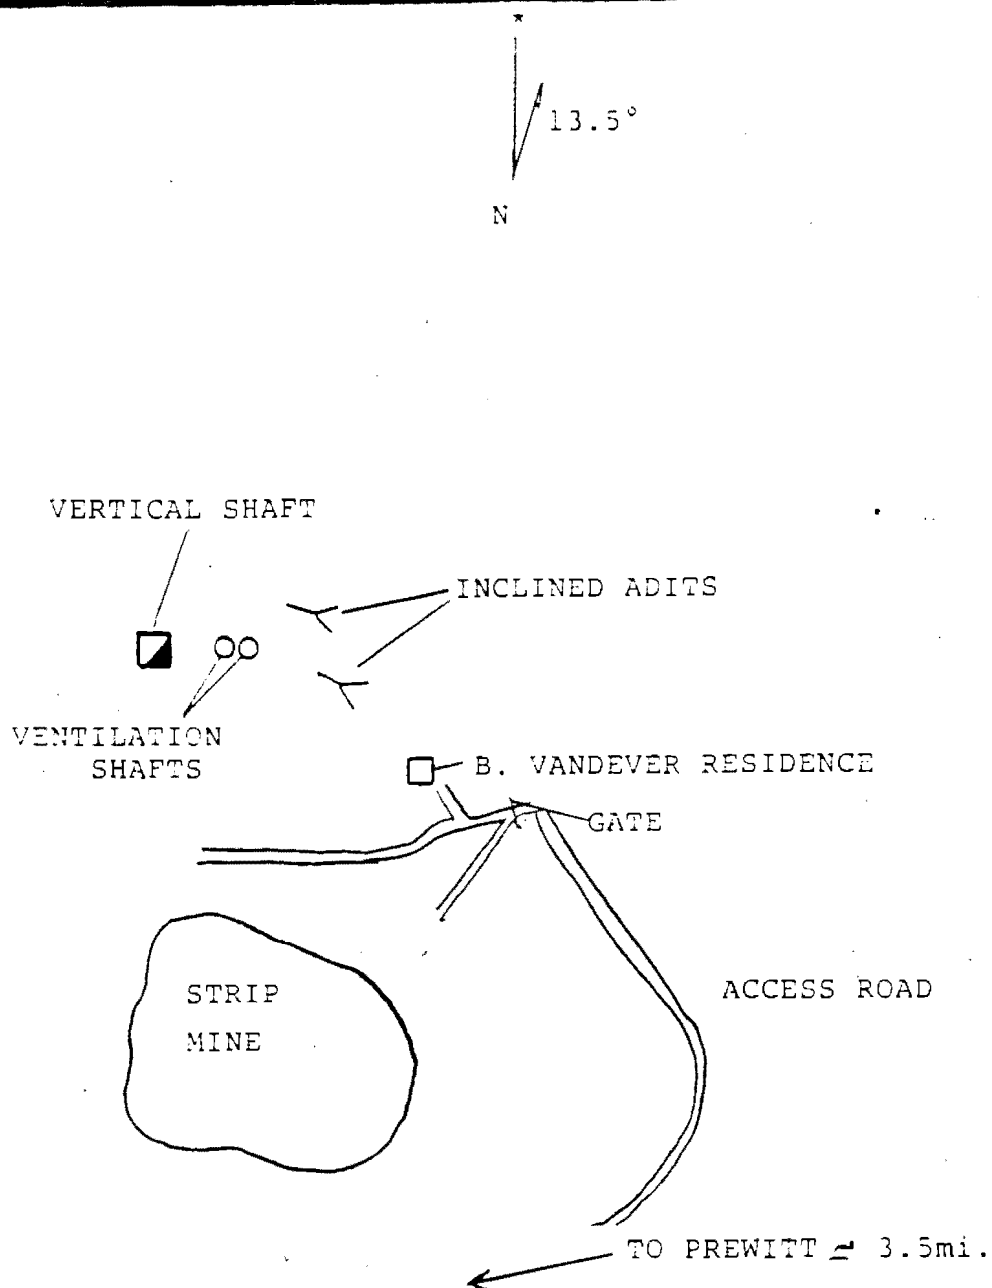 *
13.5°
N
VERTICAL SHAFT
INCLINED ADITS
VENTILATION
SHAFTS
B. VANDEVER RESIDENCE
GATE
STRIP
MINE
ACCESS ROAD
TO PREWITT ≃ 3.5mi.